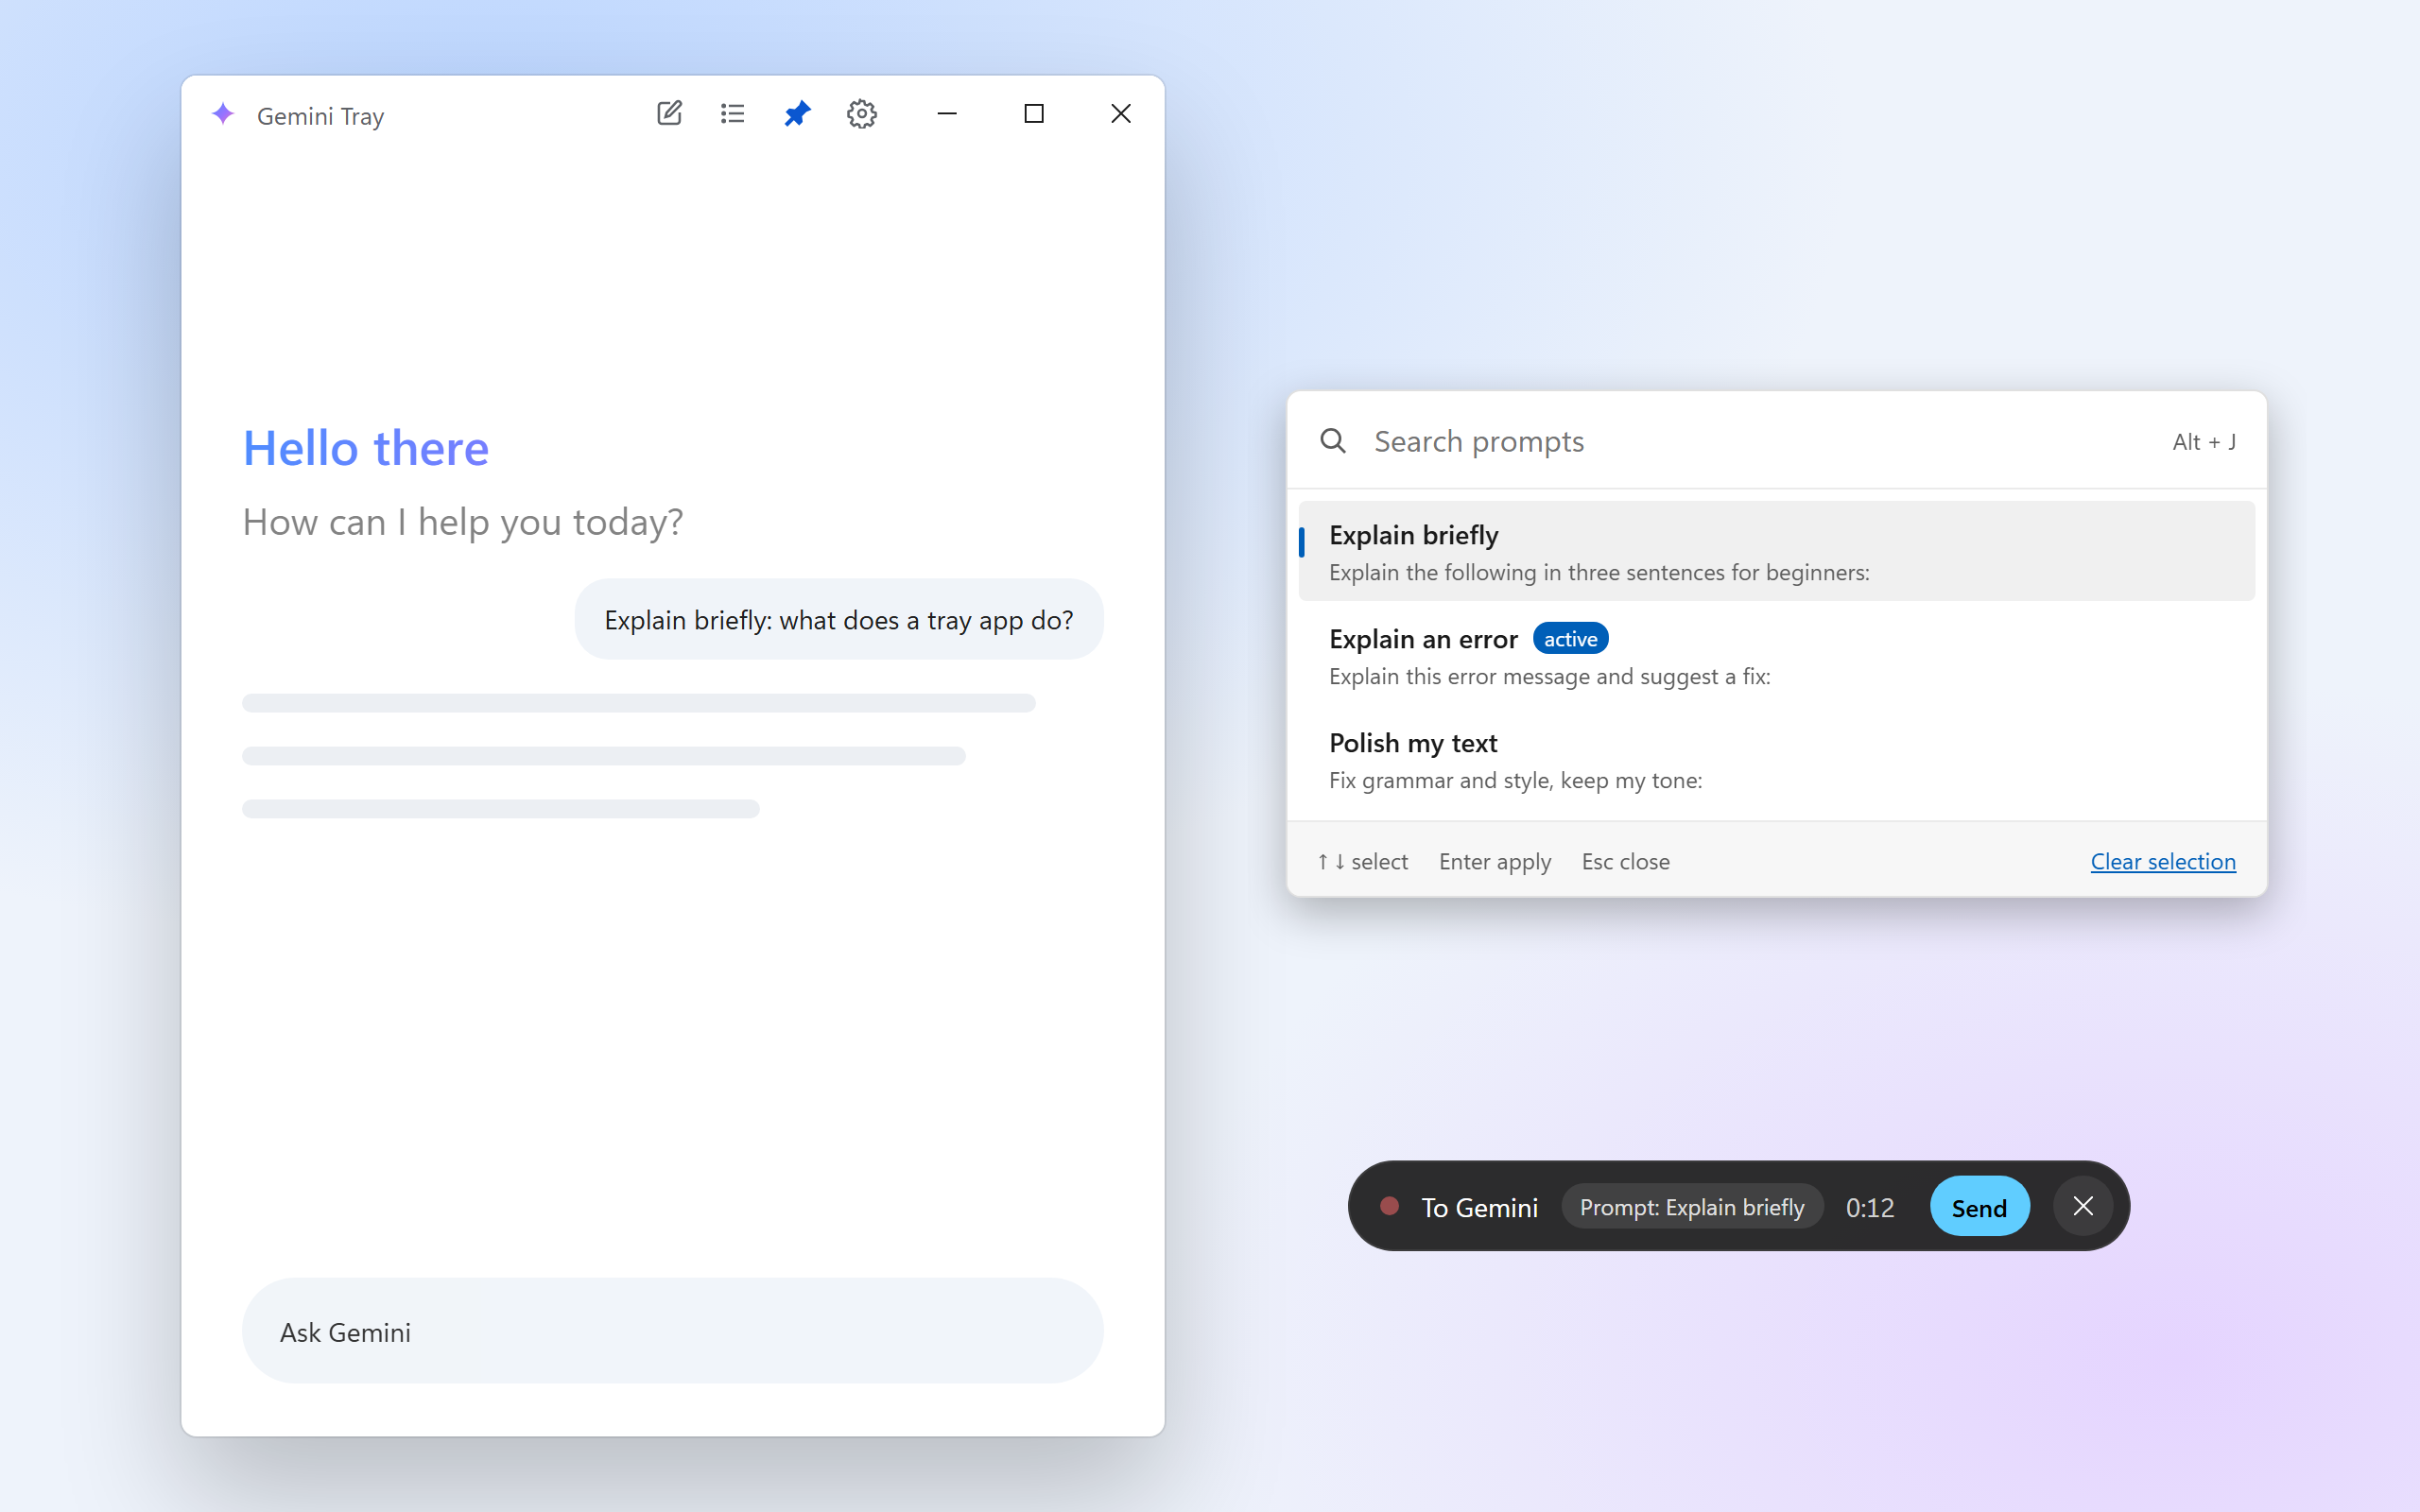 Gemini Tray
Hello there
How can I help you today?
Explain briefly: what does a tray app do?
Ask Gemini
Search prompts
Alt + J
Explain briefly
Explain the following in three sentences for beginners:
Explain an error active
Explain this error message and suggest a fix:
Polish my text
Fix grammar and style, keep my tone:
↑ ↓ select Enter apply Esc close Clear selection
To Gemini Prompt: Explain briefly 0:12 Send